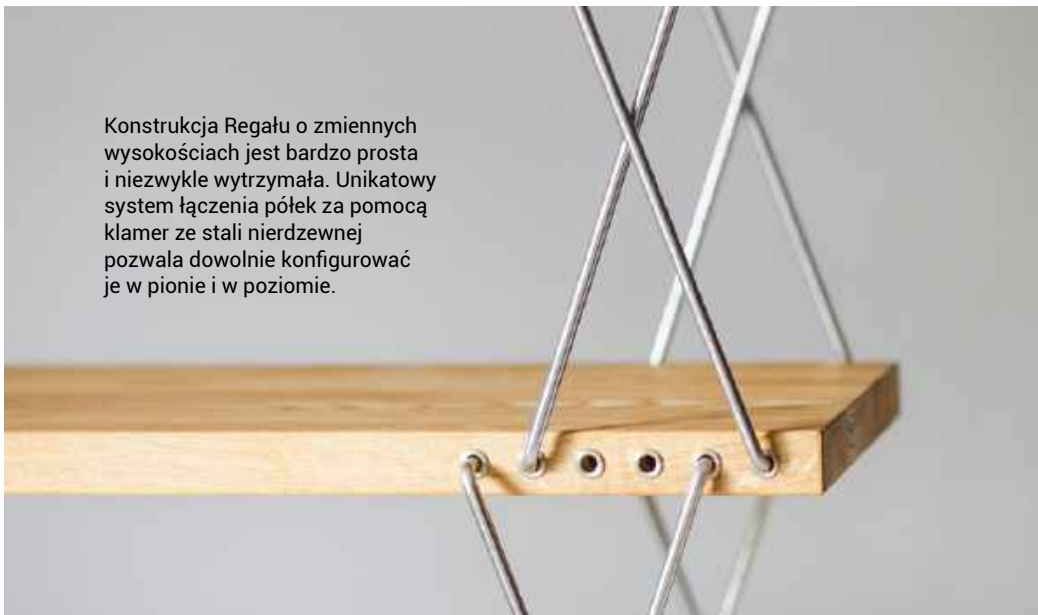 Konstrukcja Regału o zmiennych
wysokościach jest bardzo prosta
i niezwykle wytrzymała. Unikatowy
system łączenia półek za pomocą
klamer ze stali nierdzewnej
pozwala dowolnie konfigurować
je w pionie i w poziomie.